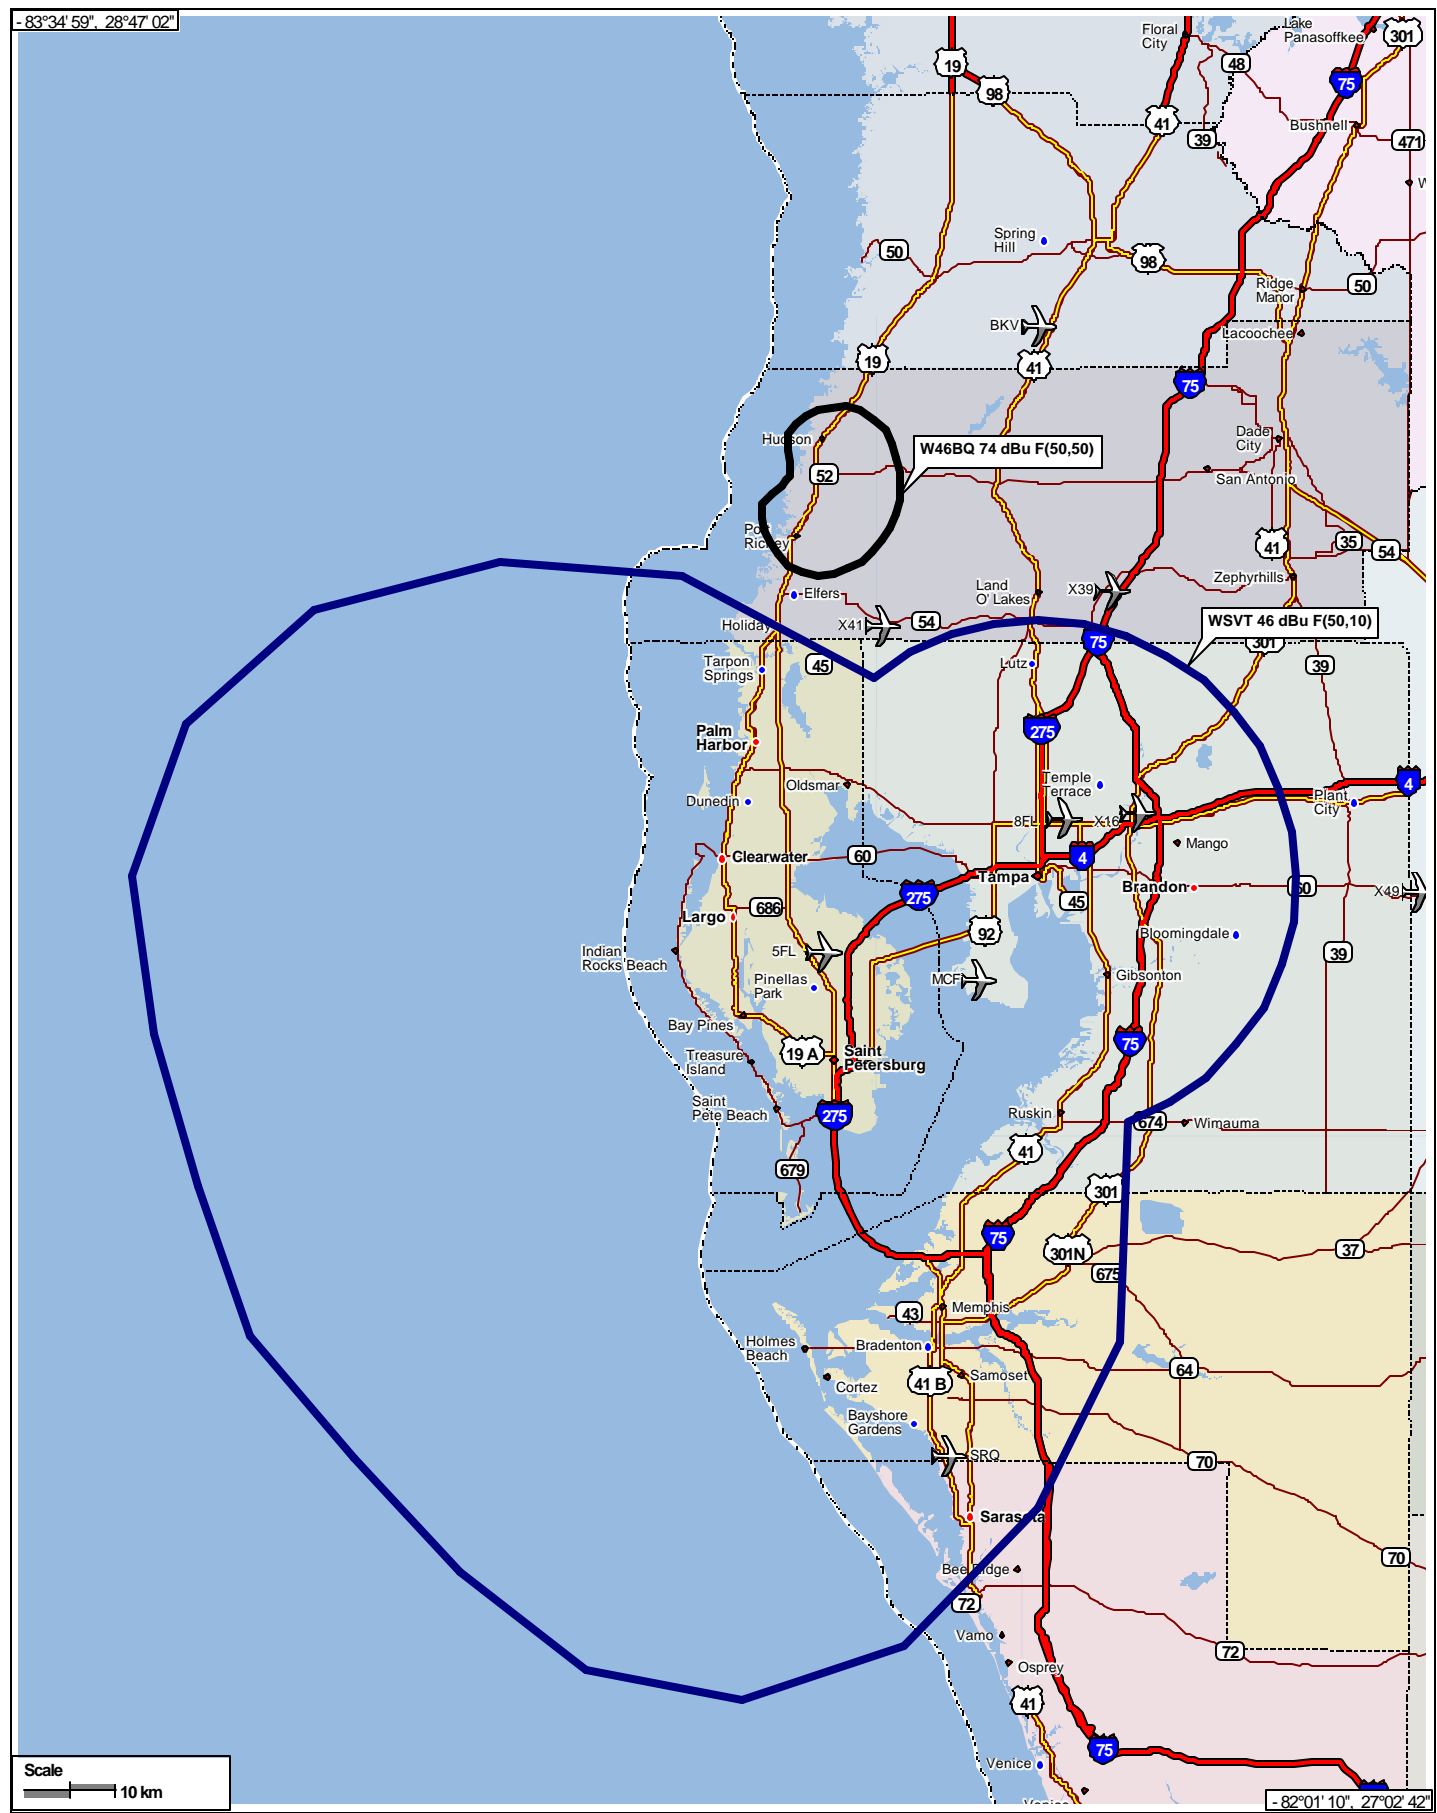 - 83°34' 59", 28°47' 02"
Floral
City
Lake
Panasoffkee
301
19
48
75
98
41
39
Bushnell
471
Spring
Hill
50
98
Ridge
Manor
50
BKV
Lacoochee
19
41
75
Hudson
W46BQ 74 dBu F(50,50)
Dade
City
52
San Antonio
Port
Richey
41
35
54
Zephyrhills
Elfers
Land
O' Lakes
X39
WSVT 46 dBu F(50,10)
Holiday
X41
54
75
301
Tarpon
Springs
45
Lutz
39
Palm
Harbor
275
Temple
Terrace
4
Oldsmar
Plant
City
Dunedin
8FL
X16
Mango
Clearwater
60
4
Tampa
Brandon
60
X49
275
45
Largo
686
92
Bloomingdale
Indian
Rocks Beach
5FL
39
Pinellas
Park
MCF
Gibsonton
Bay Pines
75
Treasure
Island
19 A
Saint
Petersburg
Saint
Pete Beach
275
Ruskin
674
Wimauma
41
679
301
75
301N
37
675
43
Memphis
Holmes
Beach
Bradenton
64
Cortez
41 B
Samoset
Bayshore
Gardens
SRQ
70
Sarasota
70
Bee Ridge
72
Vamo
72
Osprey
41
75
Venice
Scale
10 km
- 82°01' 10", 27°02' 42"